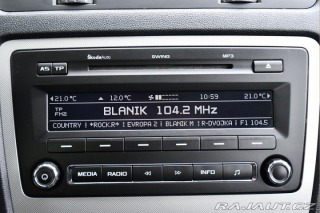 ŠkodaAuto SWING MP3
AS TP
21.0°C 12.0°C 10:59 21.0°C
TP BLANIK 104.2 MHz
FM2
COUNTRY | *ROCK.R* | EVROPA 2 | BLANIK M | R-DVOJKA | F1 104.5
MEDIA RADIO INFO
RAJAUT.CZ